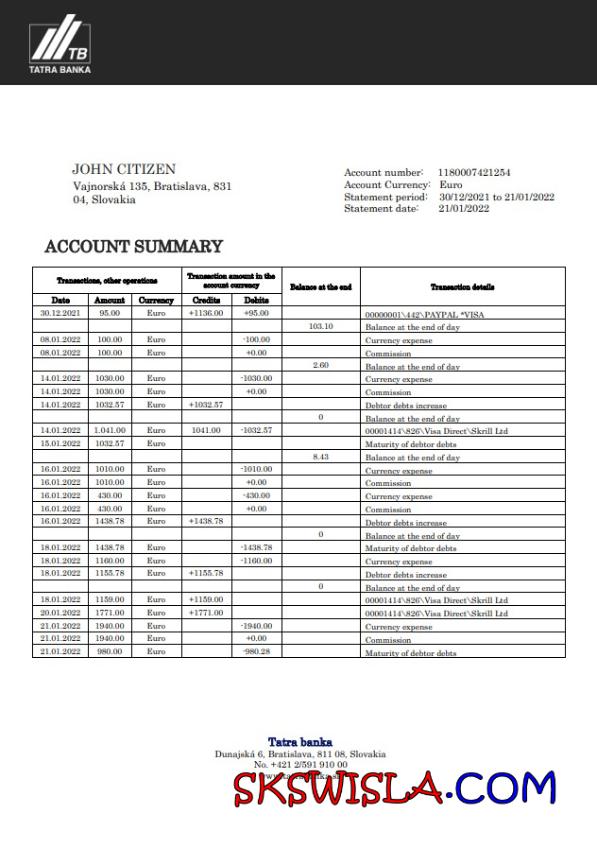 TB
TATRA BANKA
JOHN CITIZEN
Vajnorská 135, Bratislava, 831
04, Slovakia
Account number: 1180007421254
Account Currency: Euro
Statement period: 30/12/2021 to 21/01/2022
Statement date: 21/01/2022
ACCOUNT SUMMARY
Transactions, other operations Transaction amount in the account currency Balance at the end Transaction details
Date Amount Currency Credits Debits
30.12.2021 95.00 Euro +1136.00 +95.00 00000001\442\PAYPAL *VISA
103.10 Balance at the end of day
08.01.2022 100.00 Euro -100.00 Currency expense
08.01.2022 100.00 Euro +0.00 Commission
2.60 Balance at the end of day
14.01.2022 1030.00 Euro -1030.00 Currency expense
14.01.2022 1030.00 Euro +0.00 Commission
14.01.2022 1032.57 Euro +1032.57 Debtor debts increase
0 Balance at the end of day
14.01.2022 1.041.00 Euro 1041.00 -1032.57 00001414\826\Visa Direct\Skrill Ltd
15.01.2022 1032.57 Euro Maturity of debtor debts
8.43 Balance at the end of day
16.01.2022 1010.00 Euro -1010.00 Currency expense
16.01.2022 1010.00 Euro +0.00 Commission
16.01.2022 430.00 Euro -430.00 Currency expense
16.01.2022 430.00 Euro +0.00 Commission
16.01.2022 1438.78 Euro +1438.78 Debtor debts increase
0 Balance at the end of day
18.01.2022 1438.78 Euro -1438.78 Maturity of debtor debts
18.01.2022 1160.00 Euro -1160.00 Currency expense
18.01.2022 1155.78 Euro +1155.78 Debtor debts increase
0 Balance at the end of day
18.01.2022 1159.00 Euro +1159.00 00001414\826\Visa Direct\Skrill Ltd
20.01.2022 1771.00 Euro +1771.00 00001414\826\Visa Direct\Skrill Ltd
21.01.2022 1940.00 Euro -1940.00 Currency expense
21.01.2022 1940.00 Euro +0.00 Commission
21.01.2022 980.00 Euro -980.28 Maturity of debtor debts
Tatra banka
Dunajská 6, Bratislava, 811 08, Slovakia
No. +421 2/591 910 00
SKSWISLA.COM